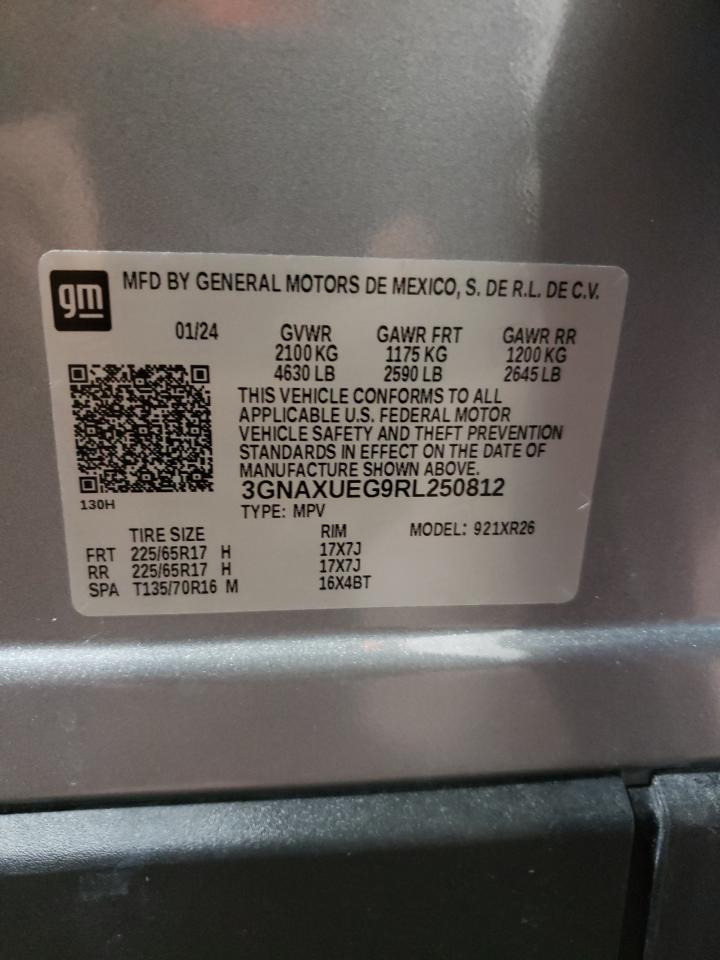 gm
MFD BY GENERAL MOTORS DE MEXICO, S. DE R.L. DE C.V.
01/24 GVWR GAWR FRT GAWR RR
2100 KG 1175 KG 1200 KG
4630 LB 2590 LB 2645 LB
THIS VEHICLE CONFORMS TO ALL
APPLICABLE U.S. FEDERAL MOTOR
VEHICLE SAFETY AND THEFT PREVENTION
STANDARDS IN EFFECT ON THE DATE OF
MANUFACTURE SHOWN ABOVE.
3GNAXUEG9RL250812
130H
TYPE: MPV
TIRE SIZE RIM MODEL: 921XR26
FRT 225/65R17 H 17X7J
RR 225/65R17 H 17X7J
SPA T135/70R16 M 16X4BT